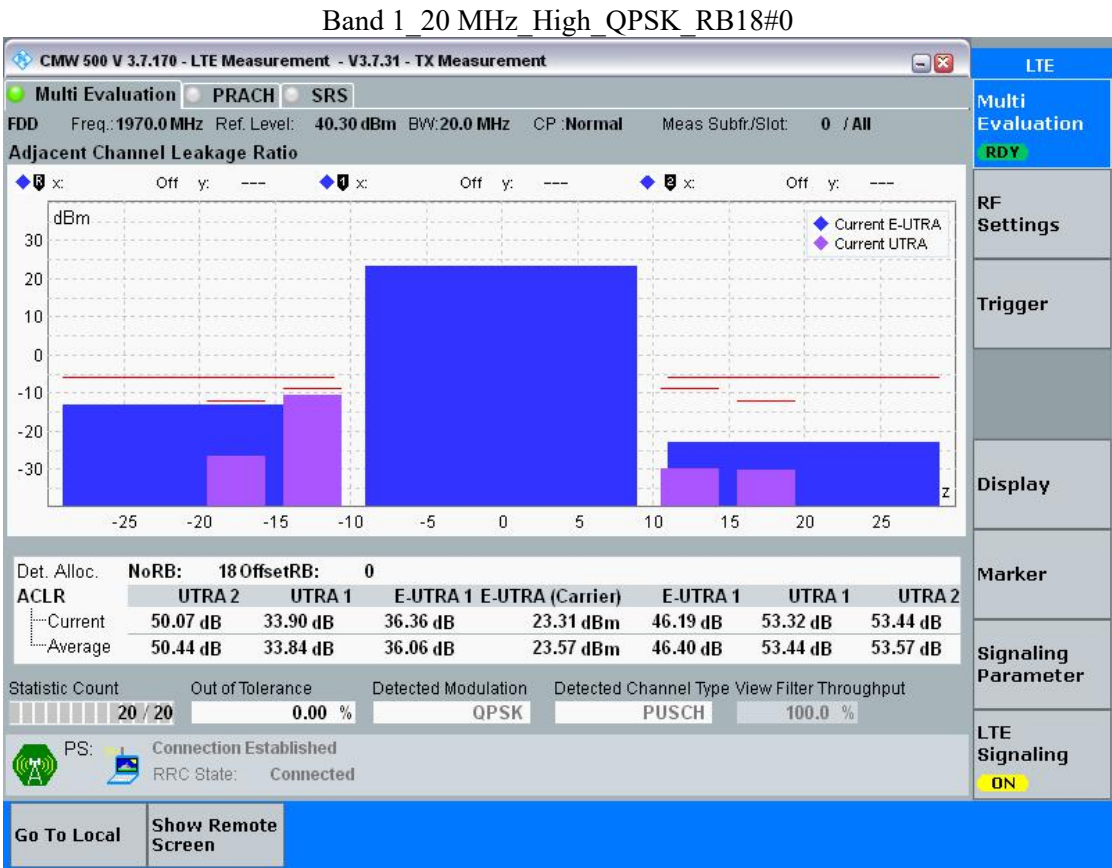 Band 1_20 MHz_High_QPSK_RB18#0
CMW 500 V 3.7.170 - LTE Measurement - V3.7.31 - TX Measurement
LTE
Multi Evaluation PRACH SRS
FDD Freq.:1970.0 MHz Ref. Level: 40.30 dBm BW:20.0 MHz CP :Normal Meas Subfr./Slot: 0 / All
Adjacent Channel Leakage Ratio
R x: Off y: --- 1 x: Off y: --- 2 x: Off y: ---
dBm
Current E-UTRA
Current UTRA
30
20
10
0
-10
-20
-30
z
-25 -20 -15 -10 -5 0 5 10 15 20 25
Det. Alloc. NoRB: 18 OffsetRB: 0
ACLR UTRA 2 UTRA 1 E-UTRA 1 E-UTRA (Carrier) E-UTRA 1 UTRA 1 UTRA 2
Current 50.07 dB 33.90 dB 36.36 dB 23.31 dBm 46.19 dB 53.32 dB 53.44 dB
Average 50.44 dB 33.84 dB 36.06 dB 23.57 dBm 46.40 dB 53.44 dB 53.57 dB
Statistic Count Out of Tolerance Detected Modulation Detected Channel Type View Filter Throughput
20 / 20 0.00 % QPSK PUSCH 100.0 %
PS: Connection Established
RRC State: Connected
Multi
Evaluation
RDY
RF
Settings
Trigger
Display
Marker
Signaling
Parameter
LTE
Signaling
ON
Go To Local
Show Remote
Screen